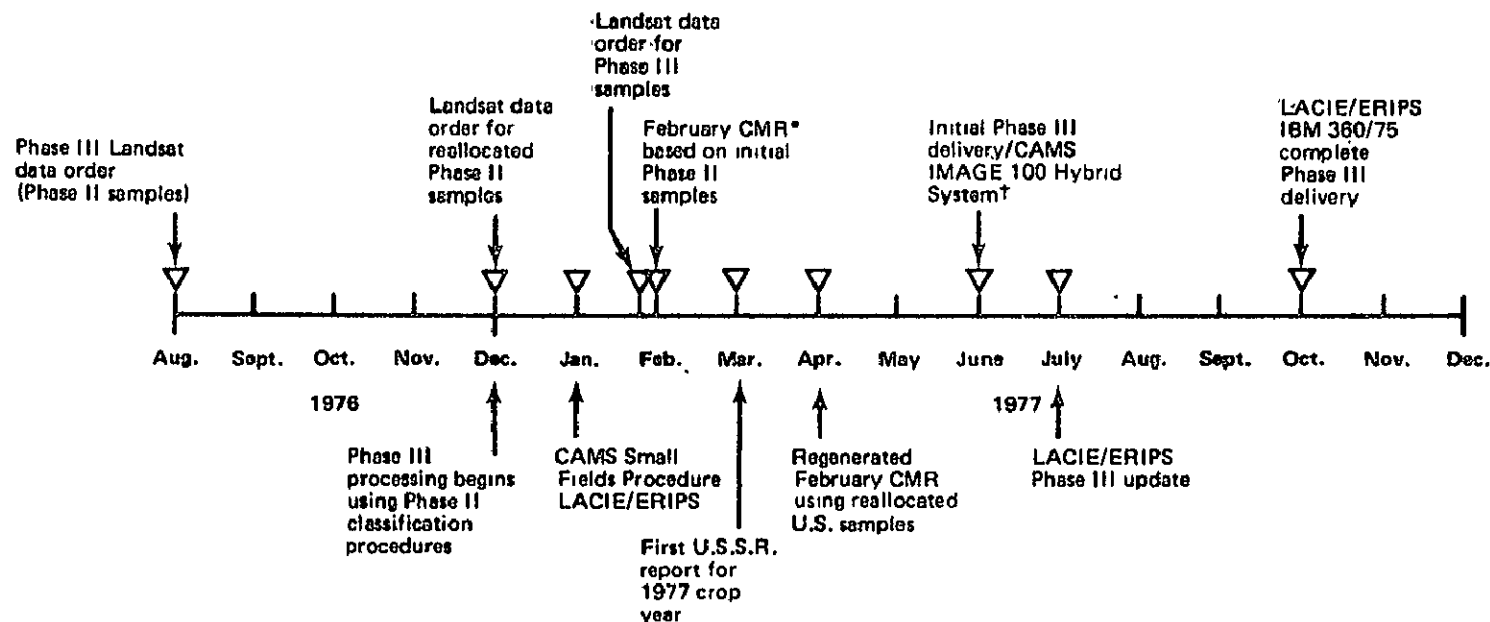 Landsat data
order for
Phase III
samples
Phase III Landsat
data order
(Phase II samples)
Landsat data
order for
reallocated
Phase II
samples
February CMR*
based on initial
Phase II
samples
Initial Phase III
delivery/CAMS
IMAGE 100 Hybrid
System†
LACIE/ERIPS
IBM 360/75
complete
Phase III
delivery
Aug. Sept. Oct. Nov. Dec. Jan. Feb. Mar. Apr. May June July Aug. Sept. Oct. Nov. Dec.
1976 1977
Phase III
processing begins
using Phase II
classification
procedures
CAMS Small
Fields Procedure
LACIE/ERIPS
First U.S.S.R.
report for
1977 crop
year
Regenerated
February CMR
using reallocated
U.S. samples
LACIE/ERIPS
Phase III update